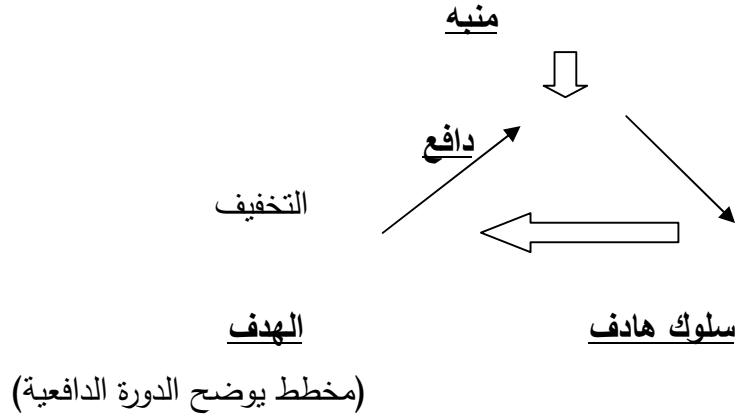 منبه
دافع
التخفيف
سلوك هادف
الهدف
(مخطط يوضح الدورة الدافعية)